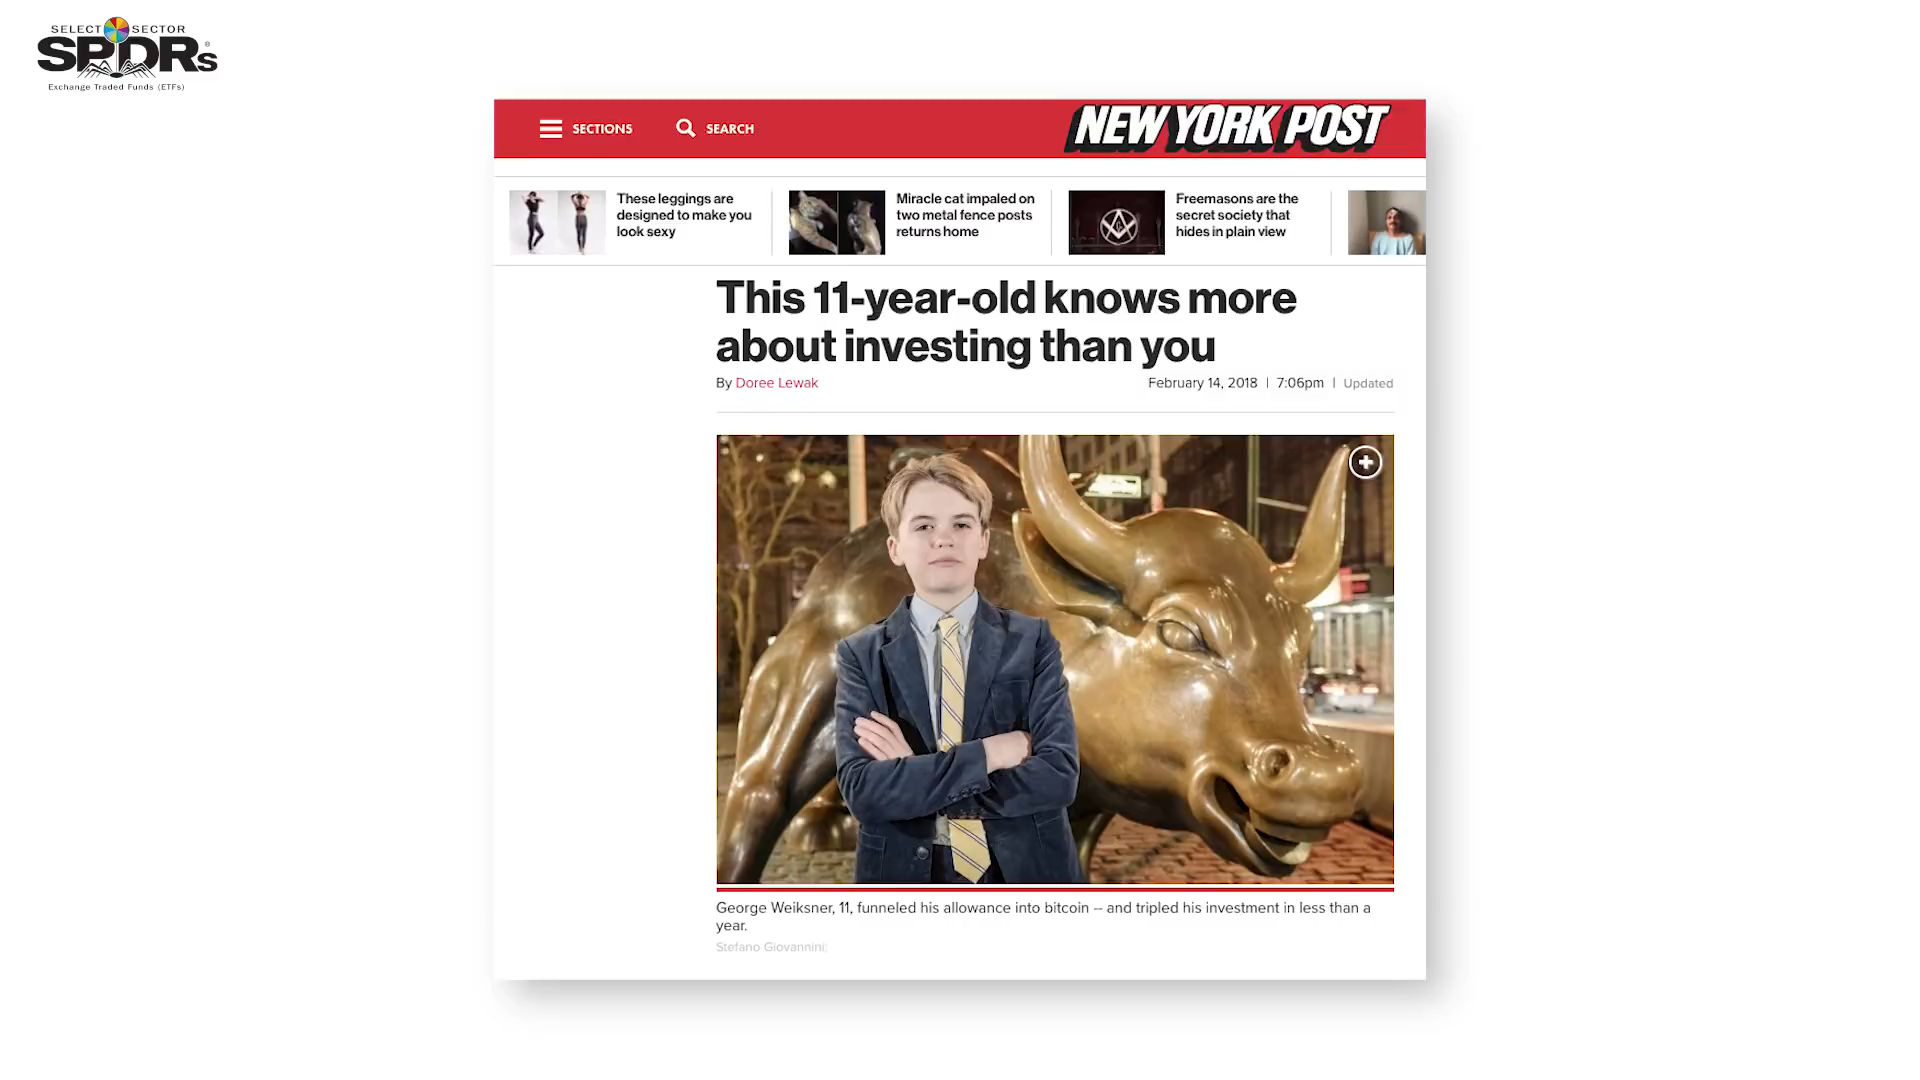 SELECT SECTOR
SPDRs
Exchange Traded Funds (ETFs)
SECTIONS
SEARCH
NEW YORK POST
These leggings are
designed to make you
look sexy
Miracle cat impaled on
two metal fence posts
returns home
Freemasons are the
secret society that
hides in plain view
This 11-year-old knows more
about investing than you
By Doree Lewak
February 14, 2018 | 7:06pm | Updated
George Weiksner, 11, funneled his allowance into bitcoin -- and tripled his investment in less than a
year.
Stefano Giovannini;